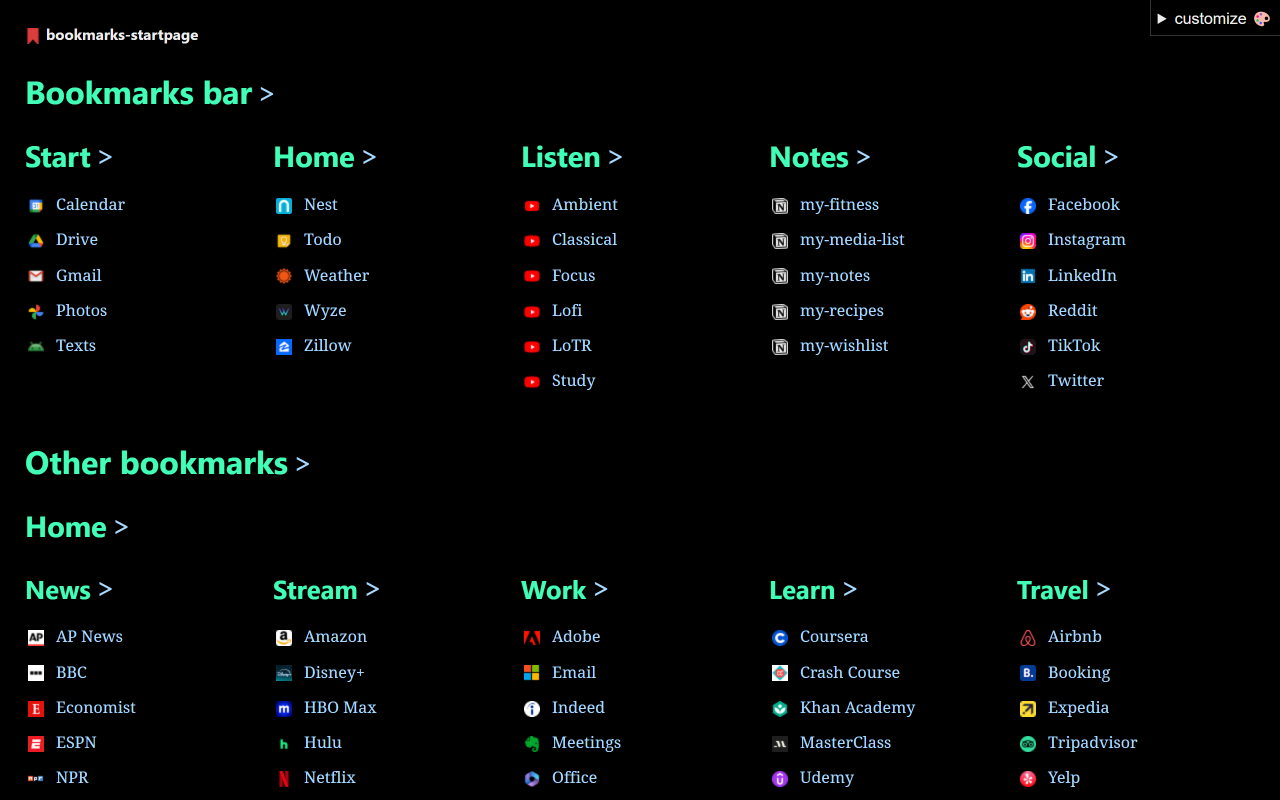 bookmarks-startpage
▶ customize 🎨
Bookmarks bar >
Start >
Calendar
Drive
Gmail
Photos
Texts
Home >
Nest
Todo
Weather
Wyze
Zillow
Listen >
Ambient
Classical
Focus
Lofi
LoTR
Study
Notes >
my-fitness
my-media-list
my-notes
my-recipes
my-wishlist
Social >
Facebook
Instagram
LinkedIn
Reddit
TikTok
Twitter
Other bookmarks >
Home >
News >
AP News
BBC
Economist
ESPN
NPR
Stream >
Amazon
Disney+
HBO Max
Hulu
Netflix
Work >
Adobe
Email
Indeed
Meetings
Office
Learn >
Coursera
Crash Course
Khan Academy
MasterClass
Udemy
Travel >
Airbnb
Booking
Expedia
Tripadvisor
Yelp